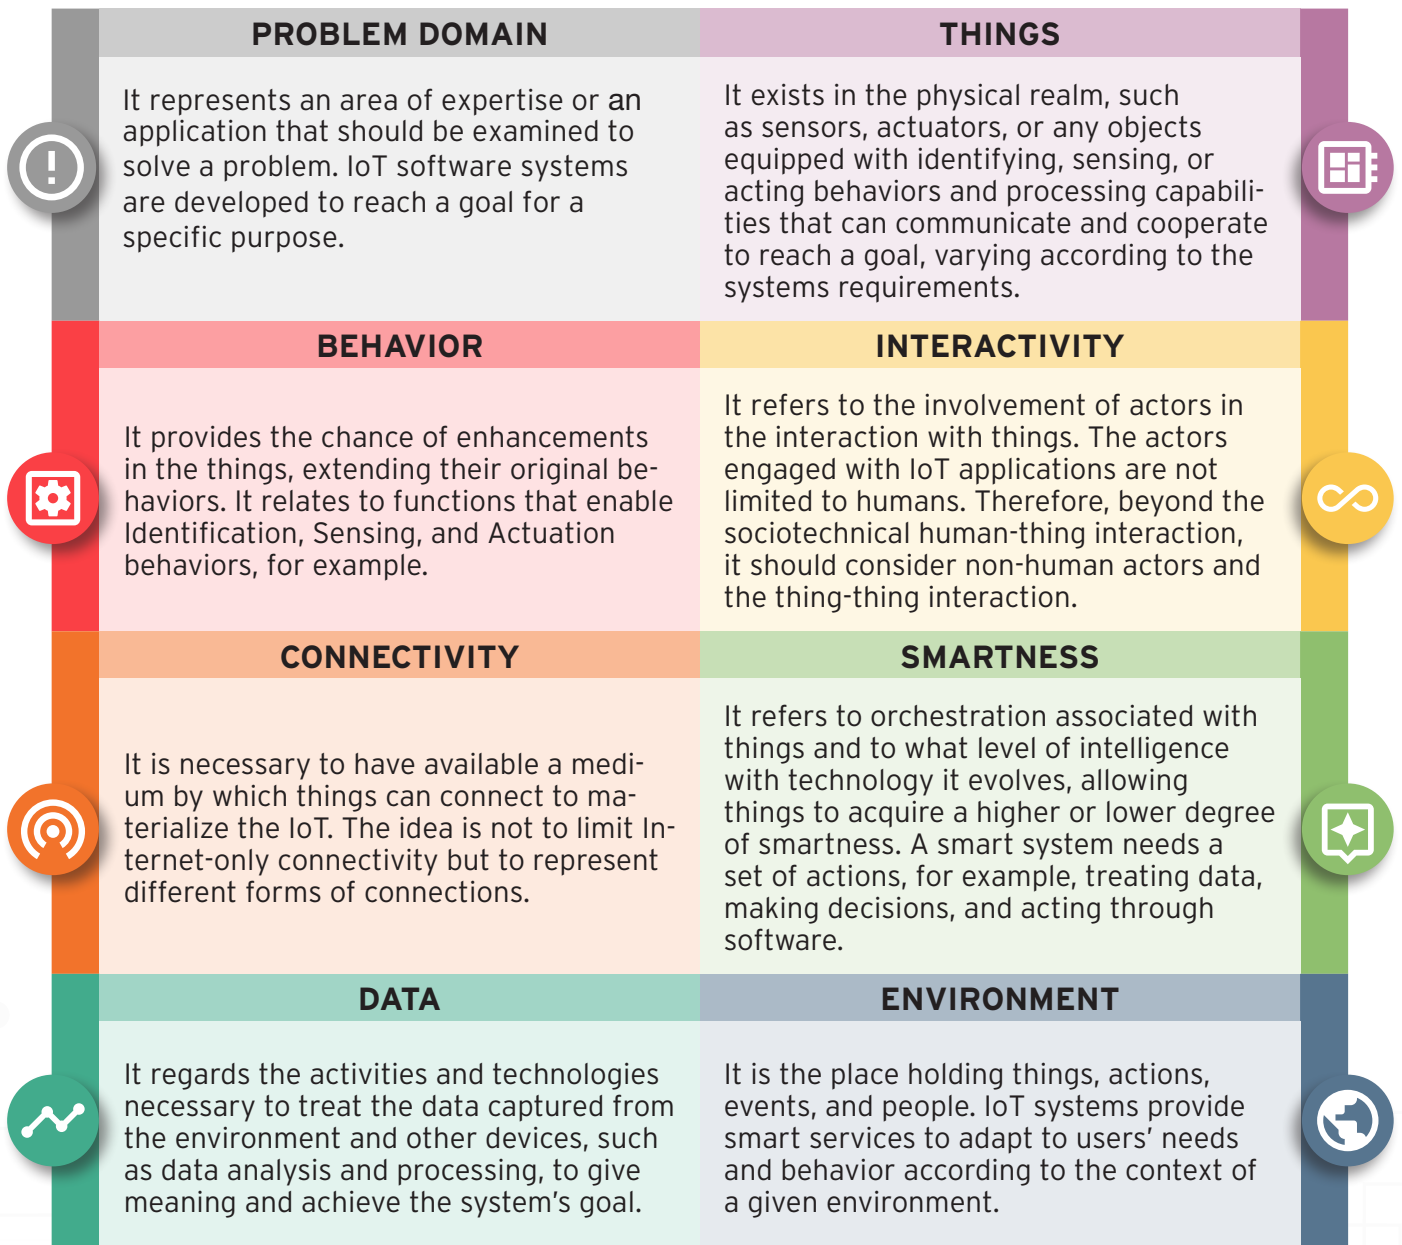 PROBLEM DOMAIN
It represents an area of expertise or an
application that should be examined to
solve a problem. IoT software systems
are developed to reach a goal for a
specific purpose.
THINGS
It exists in the physical realm, such
as sensors, actuators, or any objects
equipped with identifying, sensing, or
acting behaviors and processing capabili-
ties that can communicate and cooperate
to reach a goal, varying according to the
systems requirements.
BEHAVIOR
It provides the chance of enhancements
in the things, extending their original be-
haviors. It relates to functions that enable
Identification, Sensing, and Actuation
behaviors, for example.
INTERACTIVITY
It refers to the involvement of actors in
the interaction with things. The actors
engaged with IoT applications are not
limited to humans. Therefore, beyond the
sociotechnical human-thing interaction,
it should consider non-human actors and
the thing-thing interaction.
CONNECTIVITY
It is necessary to have available a medi-
um by which things can connect to ma-
terialize the IoT. The idea is not to limit In-
ternet-only connectivity but to represent
different forms of connections.
SMARTNESS
It refers to orchestration associated with
things and to what level of intelligence
with technology it evolves, allowing
things to acquire a higher or lower degree
of smartness. A smart system needs a
set of actions, for example, treating data,
making decisions, and acting through
software.
DATA
It regards the activities and technologies
necessary to treat the data captured from
the environment and other devices, such
as data analysis and processing, to give
meaning and achieve the system's goal.
ENVIRONMENT
It is the place holding things, actions,
events, and people. IoT systems provide
smart services to adapt to users' needs
and behavior according to the context of
a given environment.